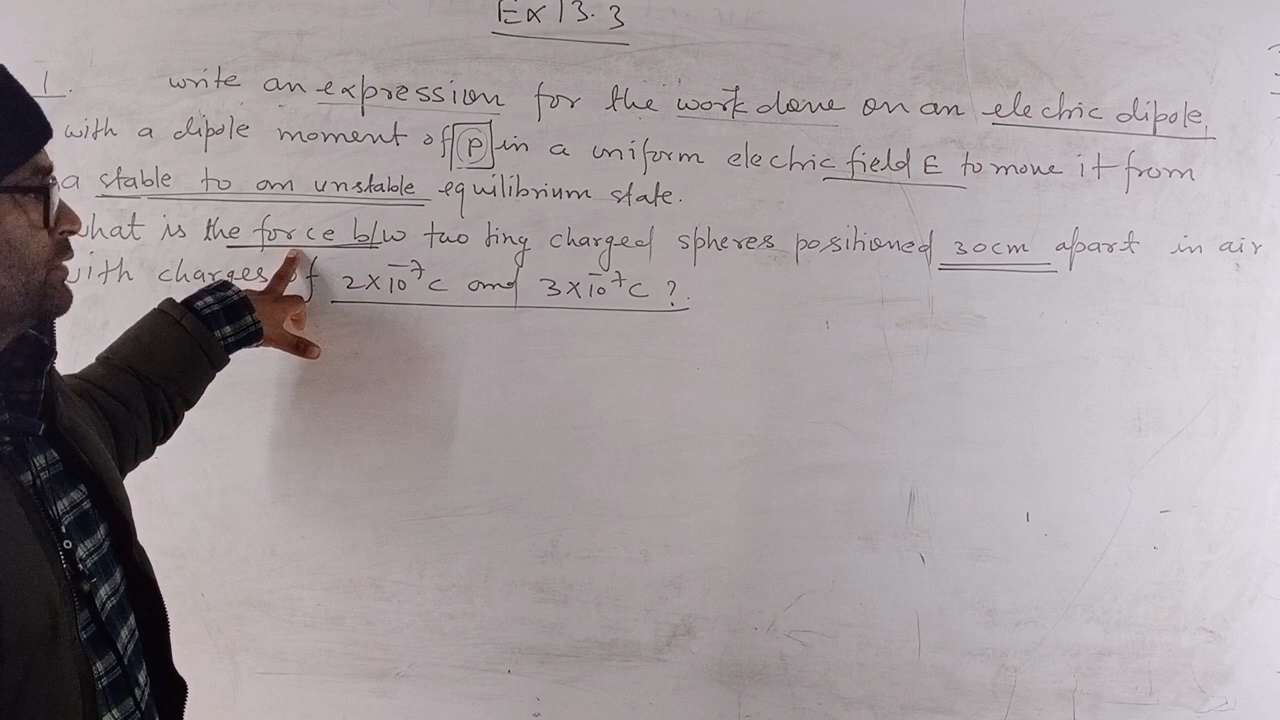 Ex 13.3
1. write an expression for the work done on an electric dipole,
with a dipole moment of p in a uniform electric field E to move it from
a stable to an unstable equilibrium state.
what is the force b/w two ting charged spheres positioned 30cm apart in air
with charges of 2×10⁻⁷c and 3×10⁻⁷c ?